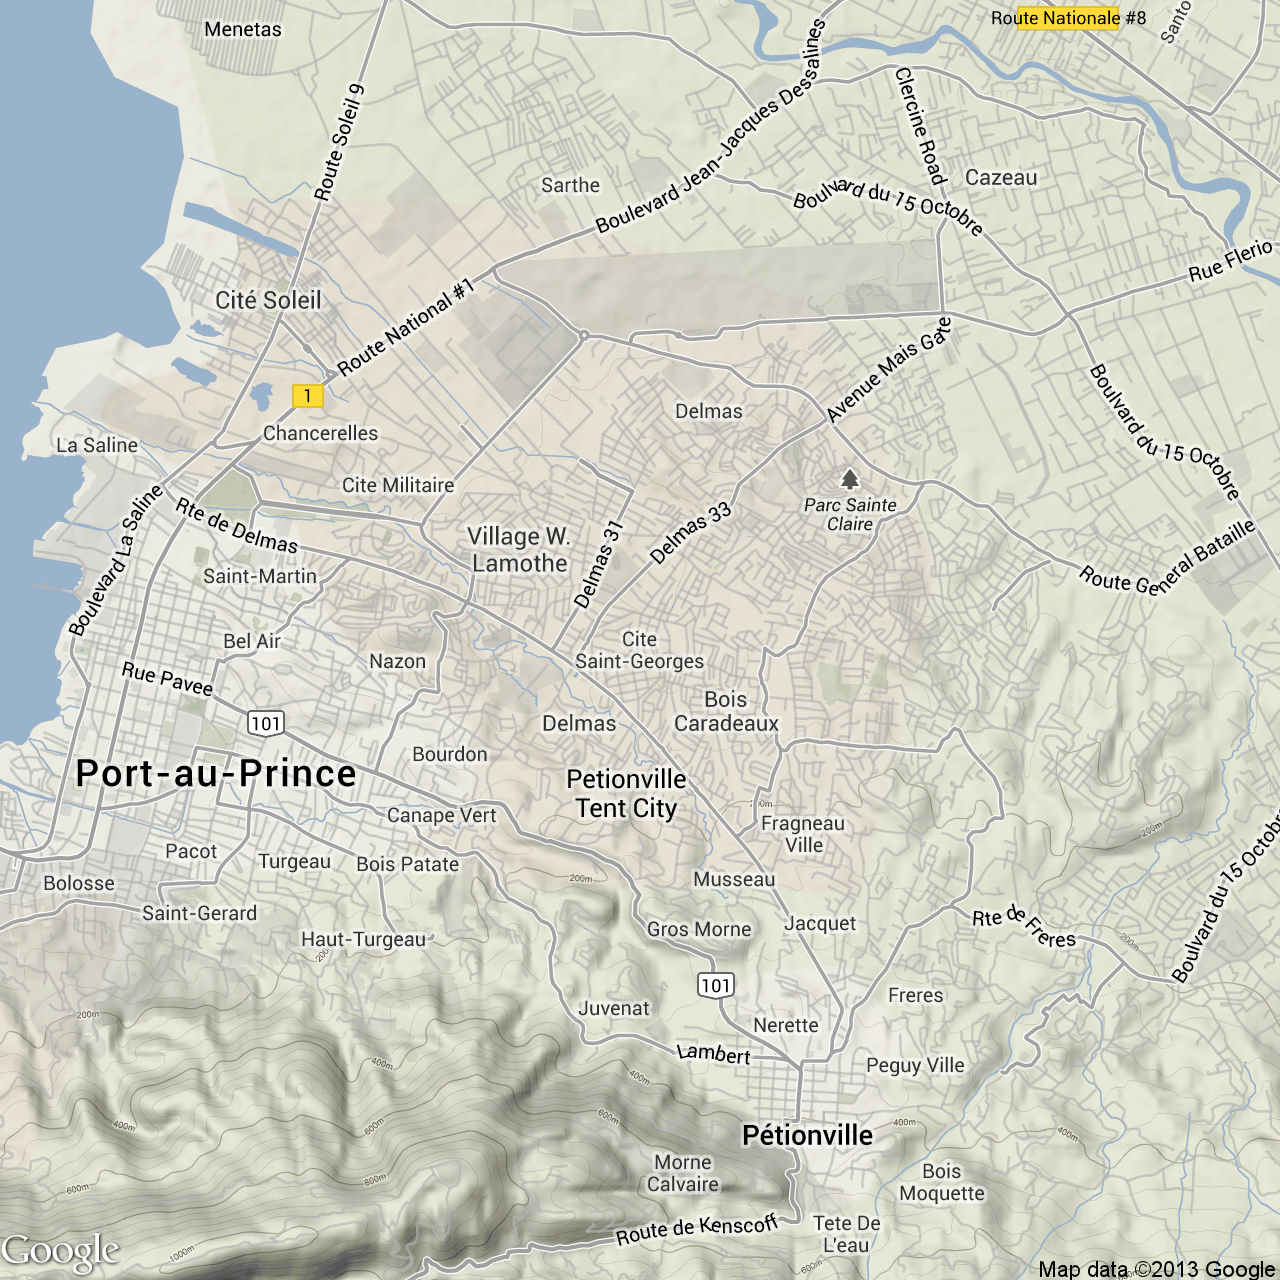 Menetas
Route Nationale #8
Santo
Route Soleil 9
Boulevard Jean-Jacques Dessalines
Clercine Road
Sarthe
Cazeau
Boulvard du 15 Octobre
Rue Flerio
Cité Soleil
Route National #1
1
Avenue Mais Gate
Delmas
Boulvard du 15 Octobre
Chancerelles
La Saline
Cite Militaire
Parc Sainte
Claire
Boulevard La Saline
Rte de Delmas
Village W.
Lamothe
Delmas 31
Delmas 33
Route General Bataille
Saint-Martin
Bel Air
Cite
Saint-Georges
Nazon
Rue Pavee
101
Bois
Caradeaux
Delmas
Bourdon
Port-au-Prince
Petionville
Tent City
200m
Canape Vert
Fragneau
Ville
200m
Boulvard du 15 Octobre
Pacot
Turgeau
Bois Patate
Bolosse
200m
Musseau
Saint-Gerard
Haut-Turgeau
200m
Gros Morne
Jacquet
Rte de Freres
200m
101
Freres
Juvenat
200m
Nerette
Lambert
Peguy Ville
400m
400m
600m
600m
Pétionville
400m
400m
Morne
Calvaire
Bois
Moquette
600m
800m
Route de Kenscoff
Tete De
L'eau
1000m
600m
Google
Map data ©2013 Google